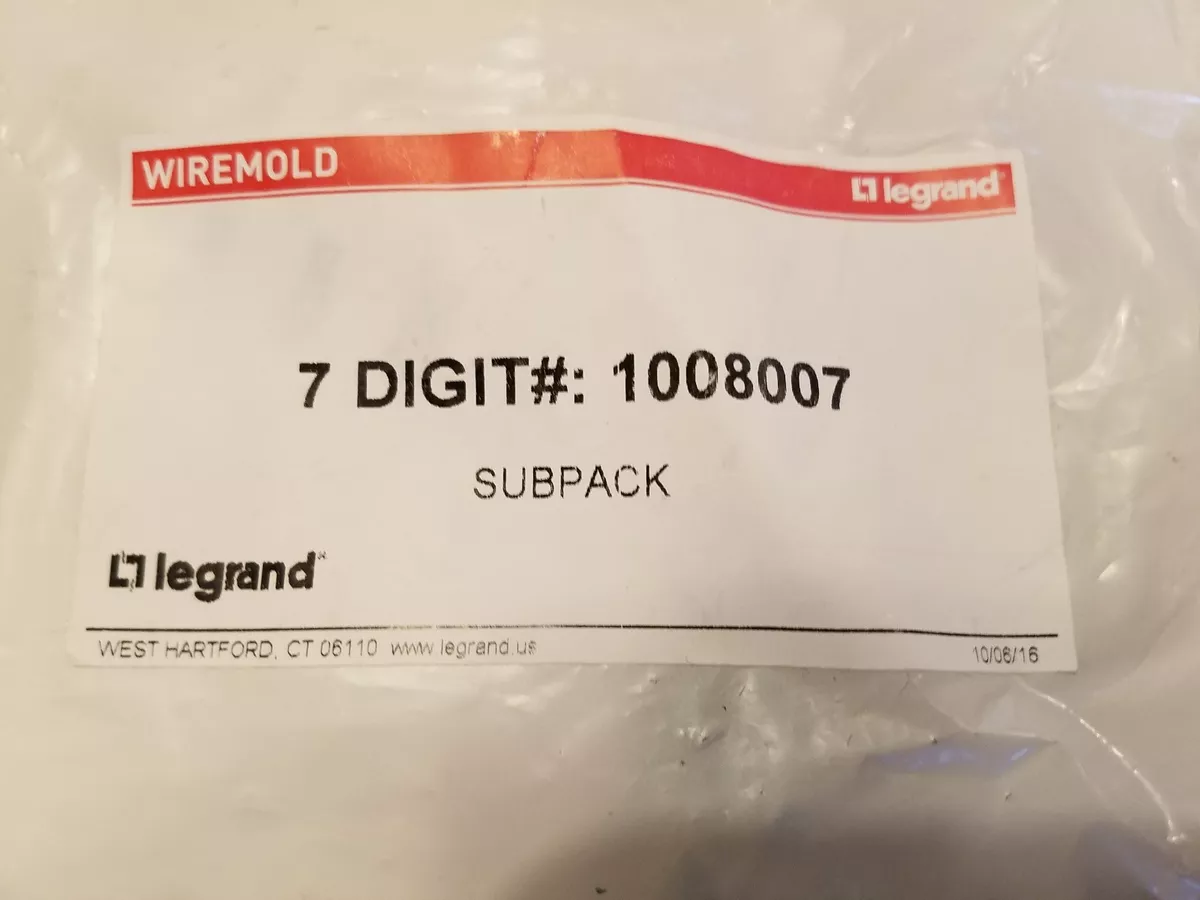 WIREMOLD
legrand
7 DIGIT#: 1008007
SUBPACK
legrand®
WEST HARTFORD, CT 06110 www.legrand.us
10/06/16